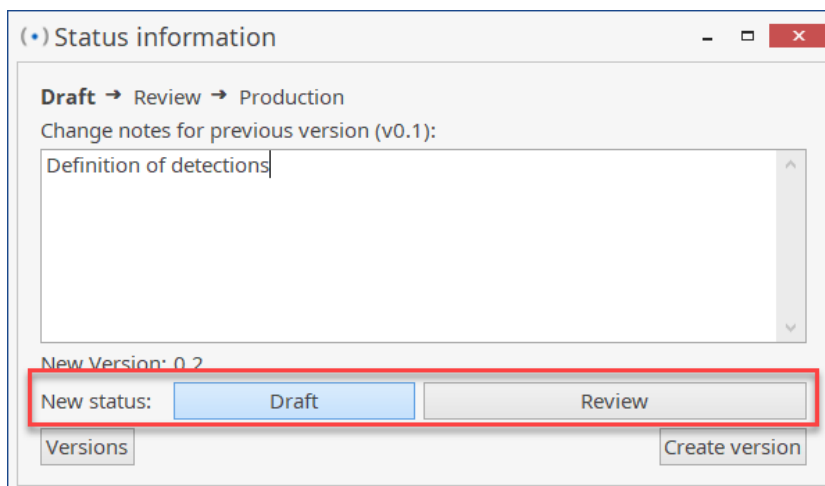 Status information
Draft → Review → Production
Change notes for previous version (v0.1):
Definition of detections
New Version: 0.2
New status: Draft Review
Versions Create version